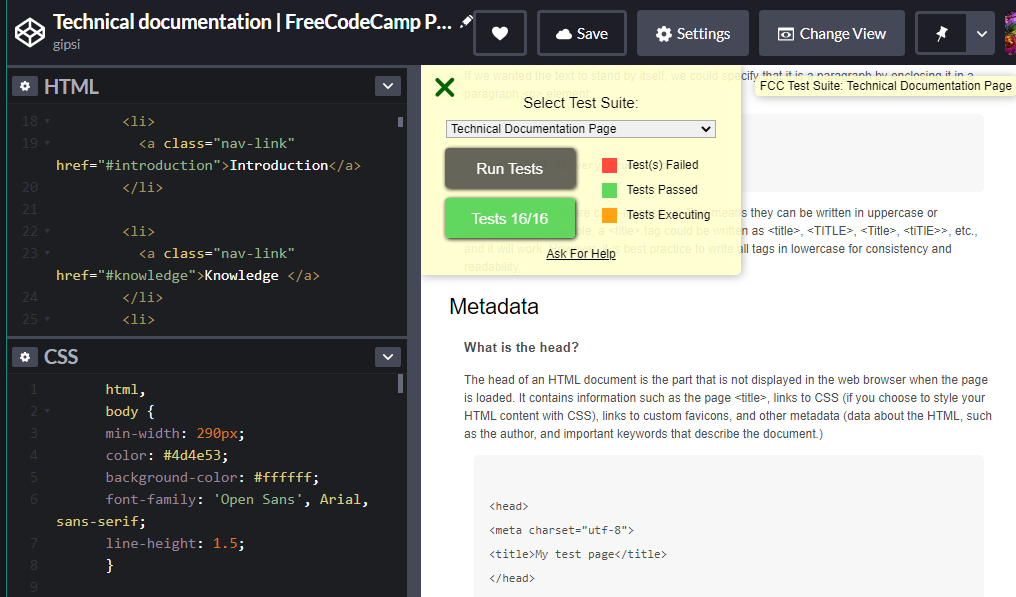 Technical documentation | FreeCodeCamp P...
gipsi
Save
Settings
Change View
HTML
18 <li>
19 <a class="nav-link"
href="#introduction">Introduction</a>
20 </li>
21
22 <li>
23 <a class="nav-link"
href="#knowledge">Knowledge </a>
24 </li>
25 <li>
CSS
1 html,
2 body {
3 min-width: 290px;
4 color: #4d4e53;
5 background-color: #ffffff;
6 font-family: 'Open Sans', Arial,
sans-serif;
7 line-height: 1.5;
8 }
9
If we wanted the text to stand by itself, we could specify that it is a paragraph by enclosing it in a
paragraph <p> element:
FCC Test Suite: Technical Documentation Page
Select Test Suite:
Technical Documentation Page
Run Tests
Test(s) Failed
Tests Passed
Tests 16/16
Tests Executing
Ask For Help
means they can be written in uppercase or
a <title> tag could be written as <title>, <TITLE>, <Title>, <tiTlE>>, etc.,
and it will work. best practice to write all tags in lowercase for consistency and
readability,
Metadata
What is the head?
The head of an HTML document is the part that is not displayed in the web browser when the page
is loaded. It contains information such as the page <title>, links to CSS (if you choose to style your
HTML content with CSS), links to custom favicons, and other metadata (data about the HTML, such
as the author, and important keywords that describe the document.)
<head>
<meta charset="utf-8">
<title>My test page</title>
</head>